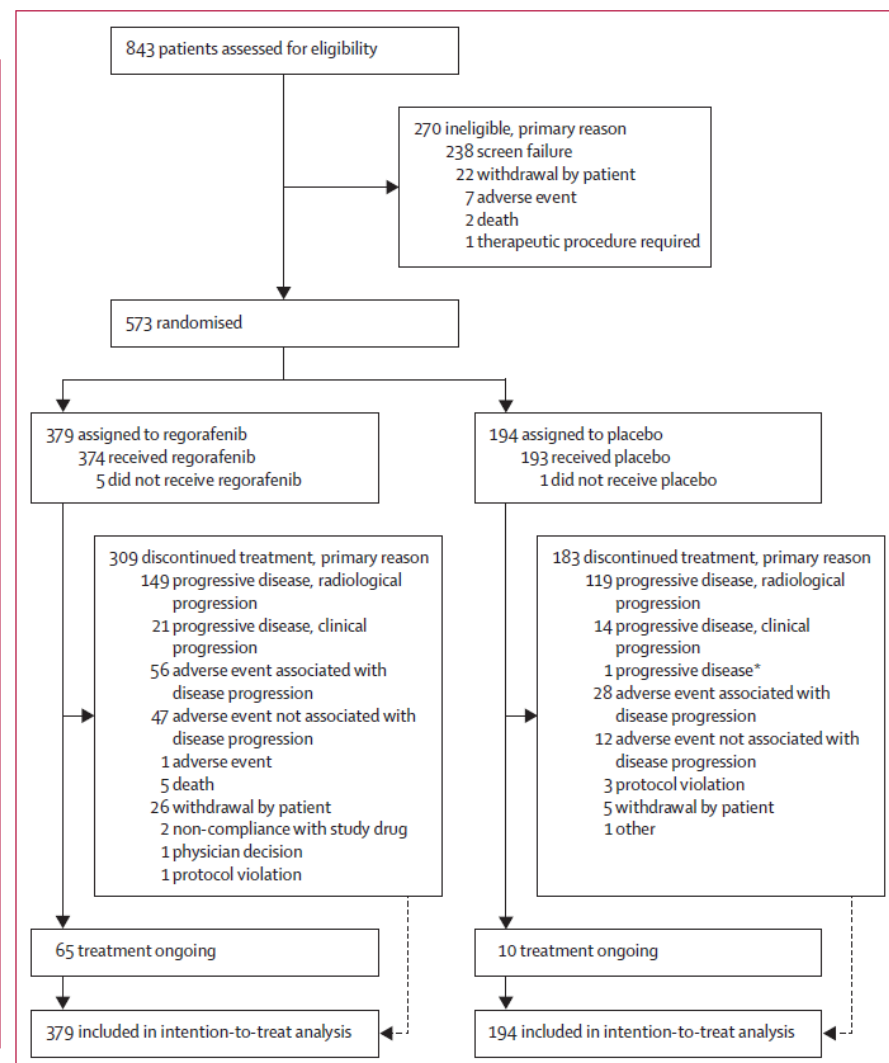 843 patients assessed for eligibility
270 ineligible, primary reason
238 screen failure
22 withdrawal by patient
7 adverse event
2 death
1 therapeutic procedure required
573 randomised
379 assigned to regorafenib
374 received regorafenib
5 did not receive regorafenib
194 assigned to placebo
193 received placebo
1 did not receive placebo
309 discontinued treatment, primary reason
149 progressive disease, radiological
progression
21 progressive disease, clinical
progression
56 adverse event associated with
disease progression
47 adverse event not associated with
disease progression
1 adverse event
5 death
26 withdrawal by patient
2 non-compliance with study drug
1 physician decision
1 protocol violation
183 discontinued treatment, primary reason
119 progressive disease, radiological
progression
14 progressive disease, clinical
progression
1 progressive disease*
28 adverse event associated with
disease progression
12 adverse event not associated with
disease progression
3 protocol violation
5 withdrawal by patient
1 other
65 treatment ongoing
10 treatment ongoing
379 included in intention-to-treat analysis
194 included in intention-to-treat analysis